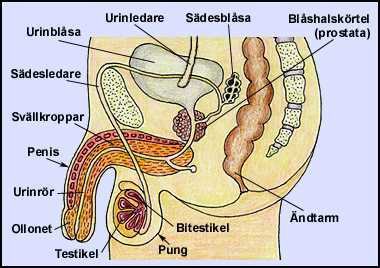 Urinledare
Sädesblåsa
Blåshalskörtel
(prostata)
Urinblåsa
Sädesledare
Svällkroppar
Penis
Urinrör
Ollonet
Testikel
Pung
Bitestikel
Ändtarm